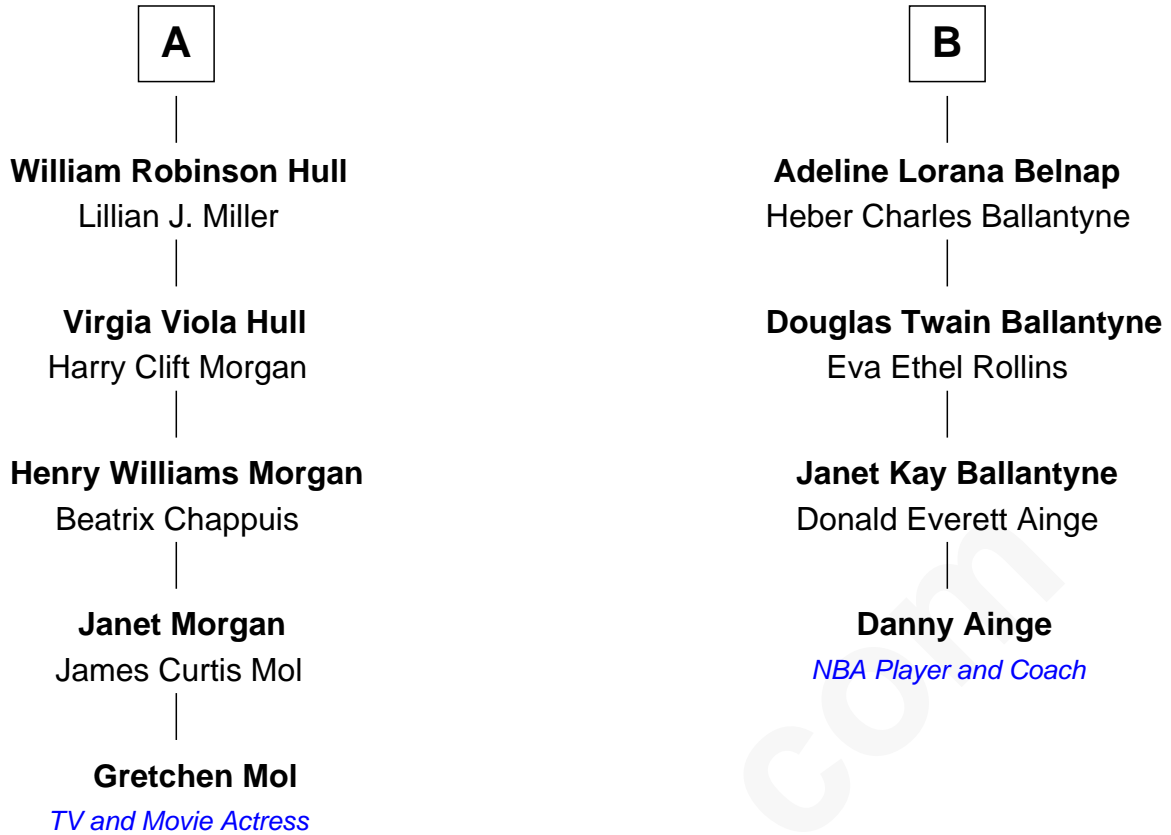 A
William Robinson Hull
Lillian J. Miller
Virgia Viola Hull
Harry Clift Morgan
Henry Williams Morgan
Beatrix Chappuis
Janet Morgan
James Curtis Mol
Gretchen Mol
TV and Movie Actress
B
Adeline Lorana Belnap
Heber Charles Ballantyne
Douglas Twain Ballantyne
Eva Ethel Rollins
Janet Kay Ballantyne
Donald Everett Ainge
Danny Ainge
NBA Player and Coach
com